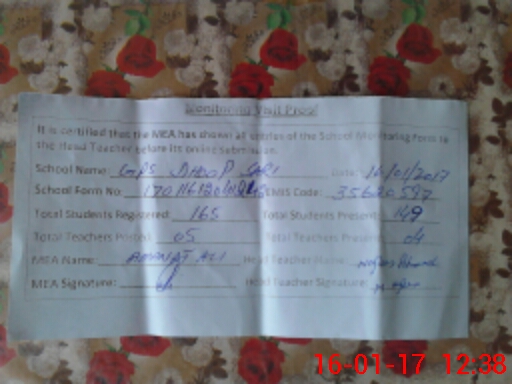 Monitoring Visit Proof
It is certified that the MEA has shown all entries of the School Monitoring Form to
the Head Teacher before its online submission.
School Name: GPS DHOOP SARI Date: 16/01/2017
School Form No: EMIS Code: 35620597
Total Students Registered: 165 Total Students Present: 149
Total Teachers Posted: 05 Total Teachers Present: 04
MEA Name: AMANAT ALI Head Teacher Name:
MEA Signature: Head Teacher Signature:
16-01-17 12:38